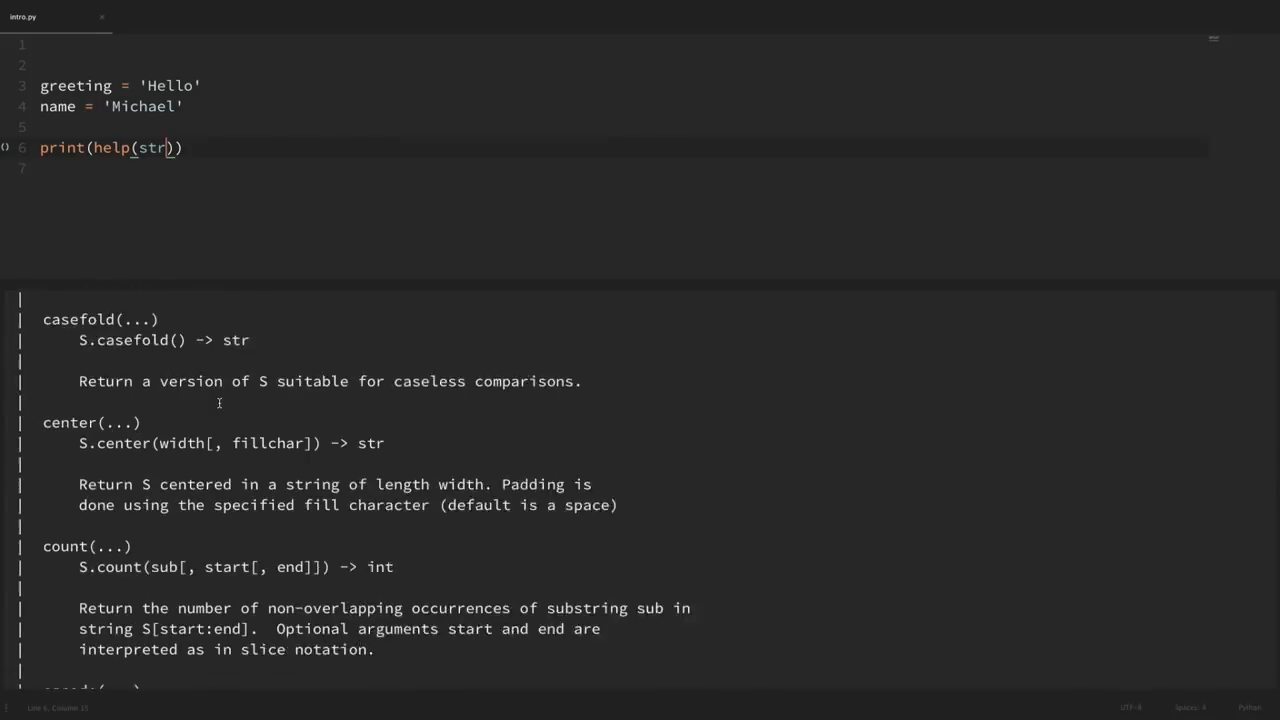 intro.py ×
1
2
3 greeting = 'Hello'
4 name = 'Michael'
5
() 6 print(help(str))
7
|
| casefold(...)
| S.casefold() -> str
|
| Return a version of S suitable for caseless comparisons.
|
| center(...)
| S.center(width[, fillchar]) -> str
|
| Return S centered in a string of length width. Padding is
| done using the specified fill character (default is a space)
|
| count(...)
| S.count(sub[, start[, end]]) -> int
|
| Return the number of non-overlapping occurrences of substring sub in
| string S[start:end].  Optional arguments start and end are
| interpreted as in slice notation.
|
Line 6, Column 15 UTF-8 Spaces: 4 Python